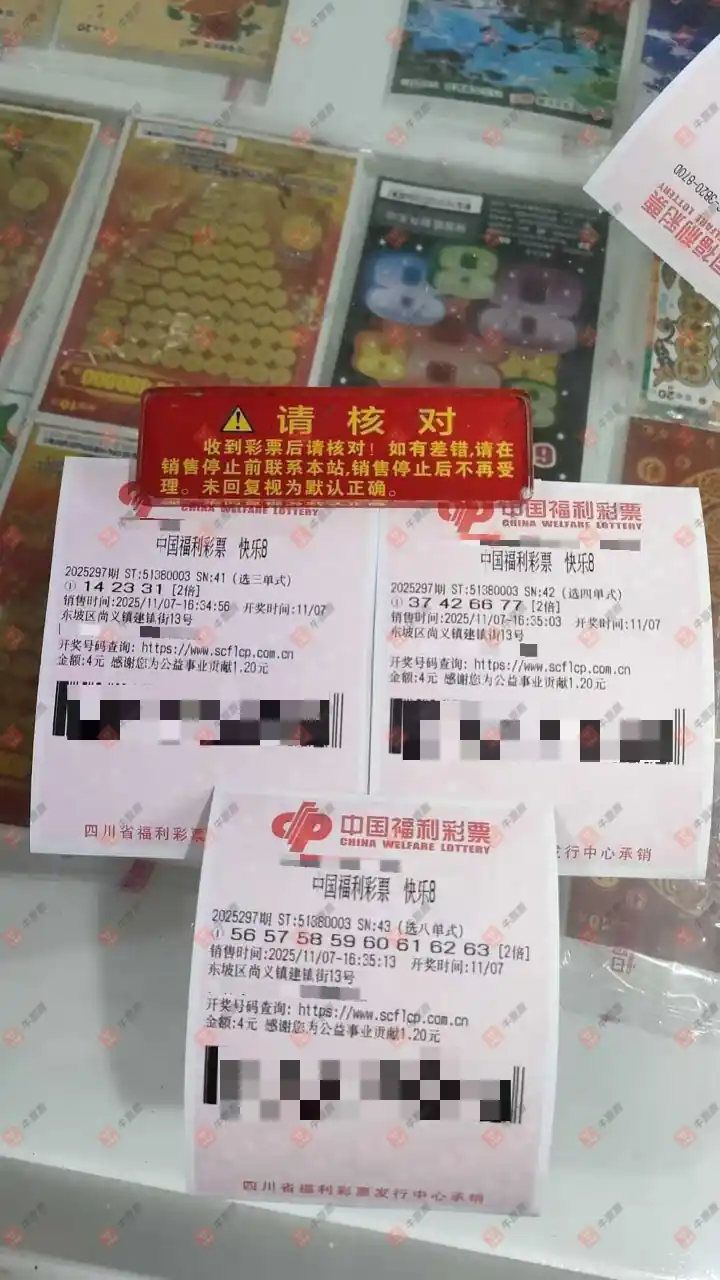 请核对
收到彩票后请核对！如有差错,请在
销售停止前联系本站,销售停止后不再受
理。未回复视为默认正确。
CHINA WELFARE LOTTERY
中国福利彩票 快乐8
2025297期 ST:51380003 SN:41 (选三单式)
① 14 23 31 [2倍]
销售时间:2025/11/07-16:34:56 开奖时间:11/07
东坡区尚义镇建镇街13号
开奖号码查询: https://www.scflcp.com.cn
金额:4元 感谢您为公益事业贡献1.20元
四川省福利彩票
中国福利彩票
CHINA WELFARE LOTTERY
中国福利彩票 快乐8
2025297期 ST:51380003 SN:42 (选四单式)
① 37 42 66 77 [2倍]
销售时间:2025/11/07-16:35:03 开奖时间:11/07
东坡区尚义镇建镇街13号
开奖号码查询: https://www.scflcp.com.cn
金额:4元 感谢您为公益事业贡献1.20元
发行中心承销
中国福利彩票
CHINA WELFARE LOTTERY
中国福利彩票 快乐8
2025297期 ST:51380003 SN:43 (选八单式)
① 56 57 58 59 60 61 62 63 [2倍]
销售时间:2025/11/07-16:35:13 开奖时间:11/07
东坡区尚义镇建镇街13号
开奖号码查询: https://www.scflcp.com.cn
金额:4元 感谢您为公益事业贡献1.20元
四川省福利彩票发行中心承销